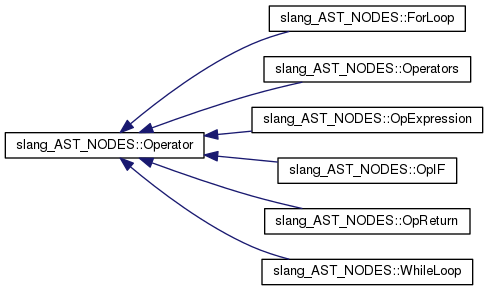 slang_AST_NODES::ForLoop
slang_AST_NODES::Operators
slang_AST_NODES::OpExpression
slang_AST_NODES::Operator
slang_AST_NODES::OpIF
slang_AST_NODES::OpReturn
slang_AST_NODES::WhileLoop